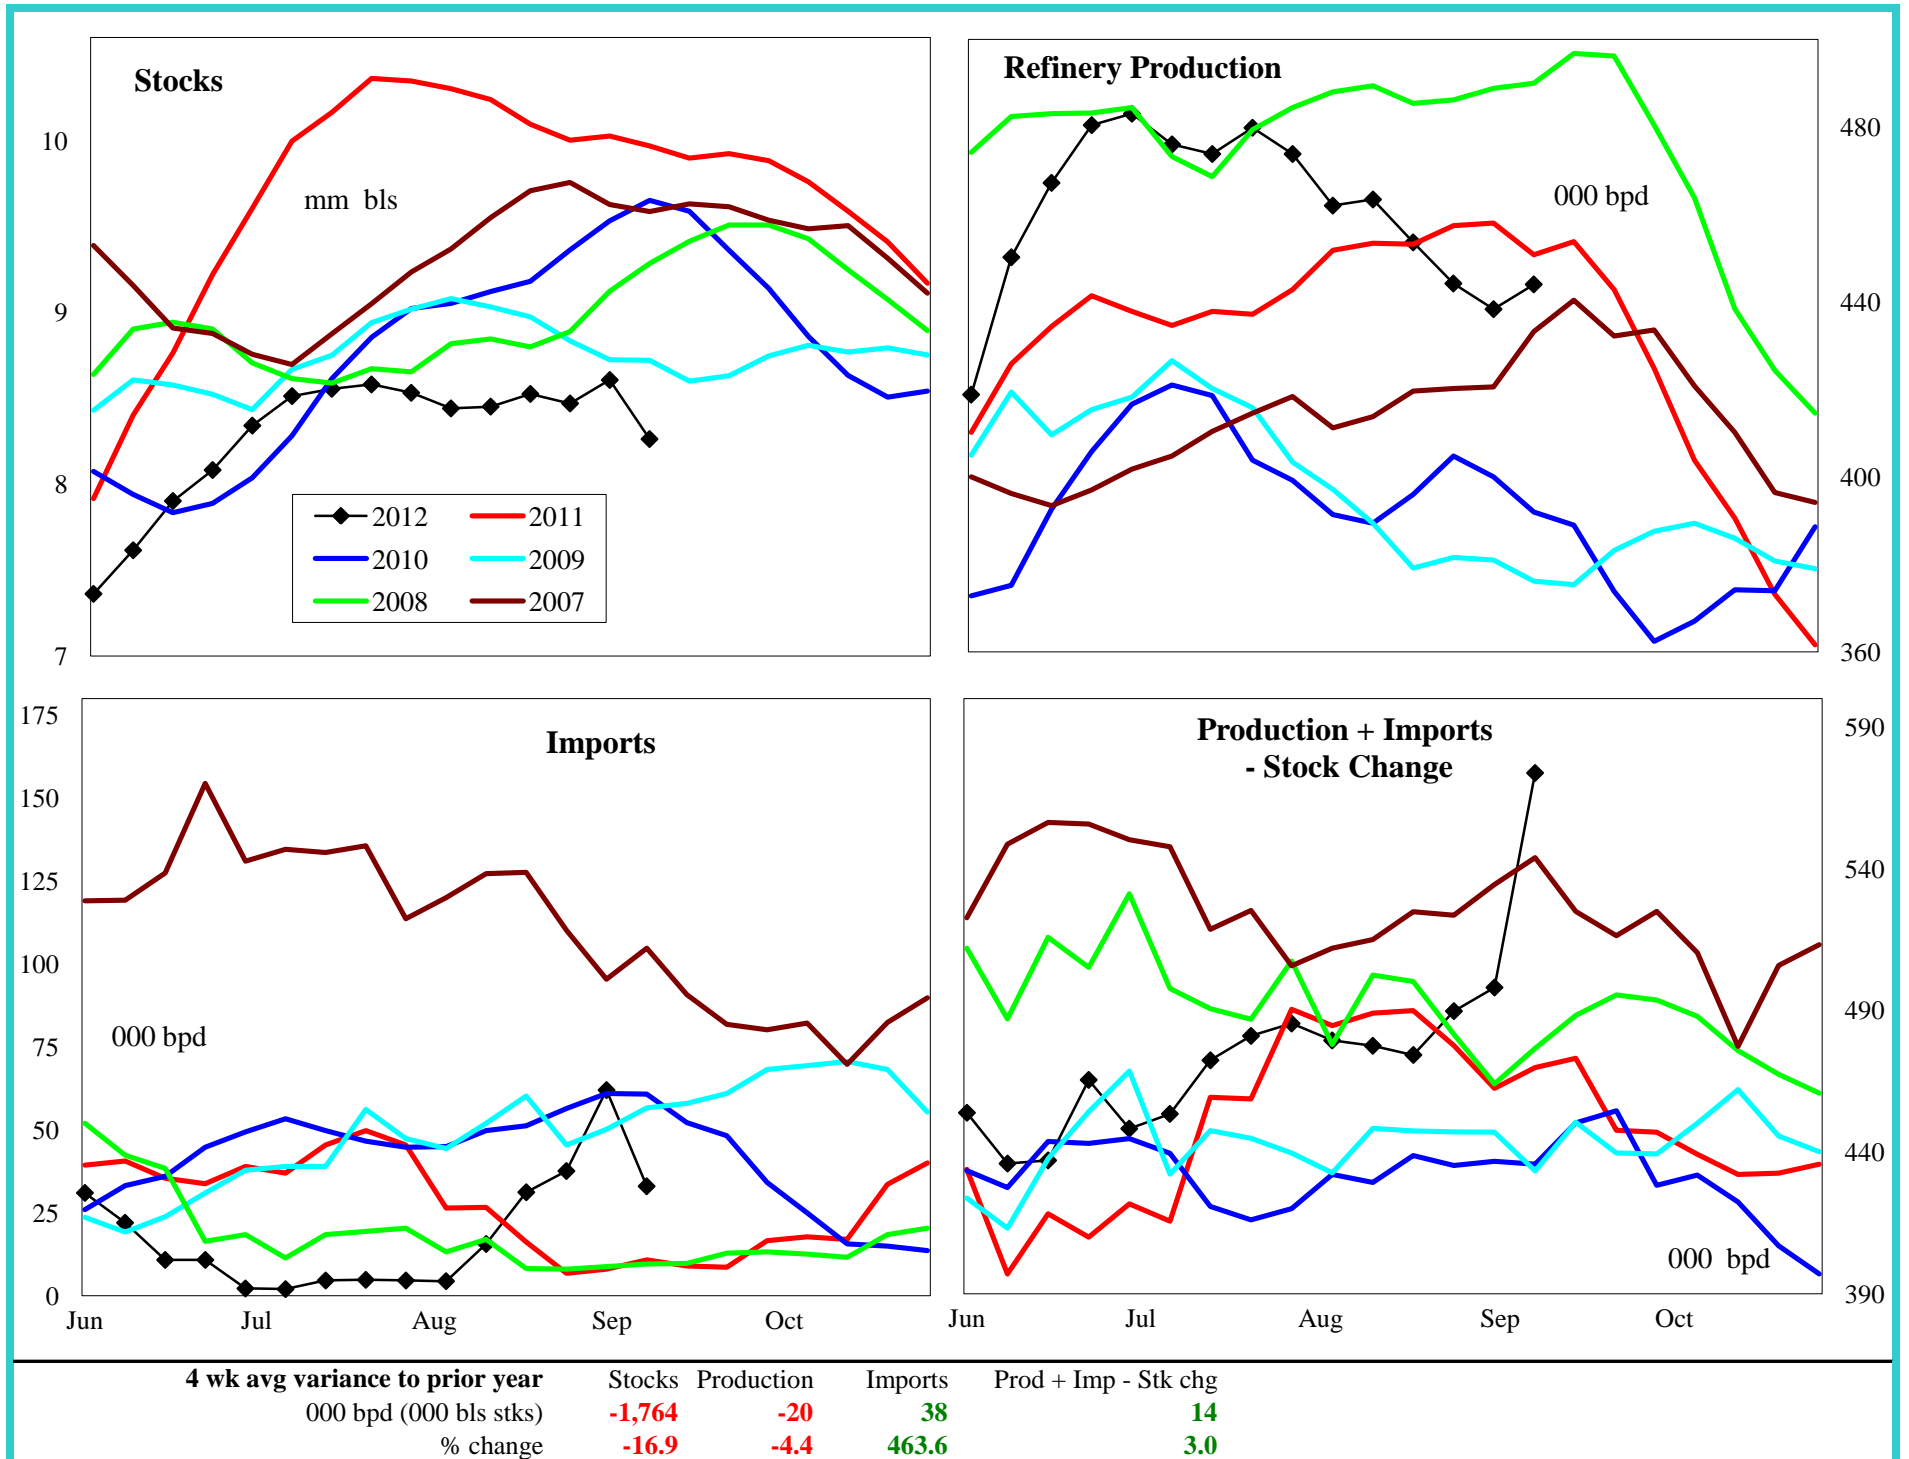 Stocks
mm bls
10
9
8
7
2012
2011
2010
2009
2008
2007
Refinery Production
000 bpd
480
440
400
360
Imports
000 bpd
175
150
125
100
75
50
25
0
Jun Jul Aug Sep Oct
Production + Imports
- Stock Change
000 bpd
590
540
490
440
390
Jun Jul Aug Sep Oct
4 wk avg variance to prior year Stocks Production Imports Prod + Imp - Stk chg
000 bpd (000 bls stks) -1,764 -20 38 14
% change -16.9 -4.4 463.6 3.0